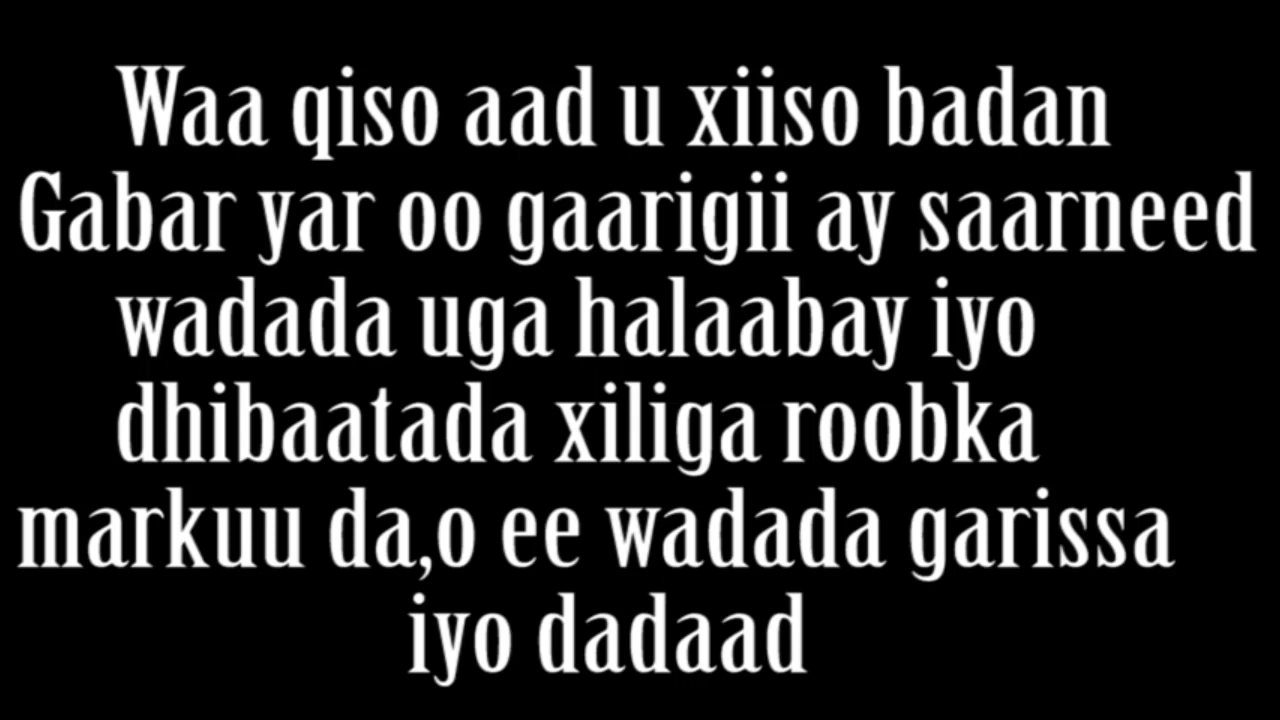 Waa qiso aad u xiiso badan
Gabar yar oo gaarigii ay saarneed
wadada uga halaabay iyo
dhibaatada xiliga roobka
markuu da,o ee wadada garissa
iyo dadaad